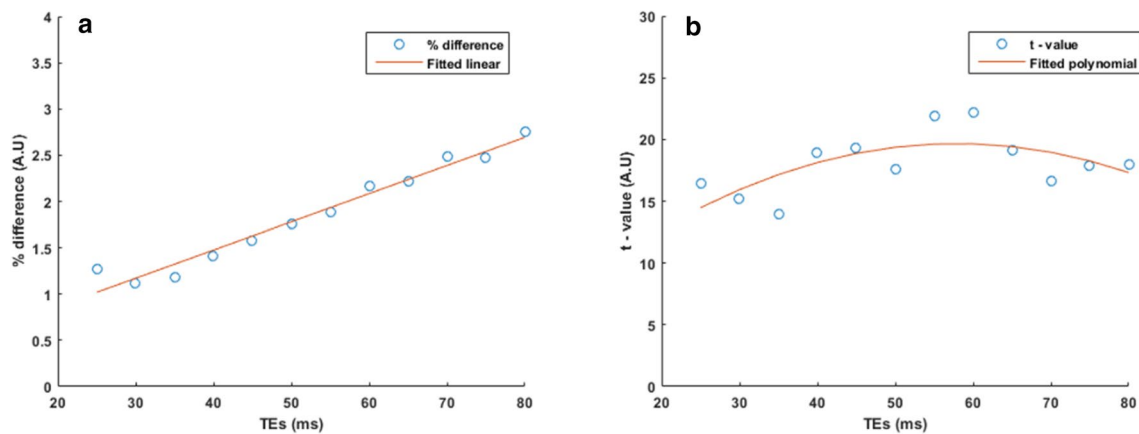 a
% difference
Fitted linear
4
3.5
3
2.5
2
1.5
1
0.5
0
% difference (A.U)
20 30 40 50 60 70 80
TEs (ms)
b
t - value
Fitted polynomial
30
25
20
15
10
5
0
t - value (A.U)
20 30 40 50 60 70 80
TEs (ms)